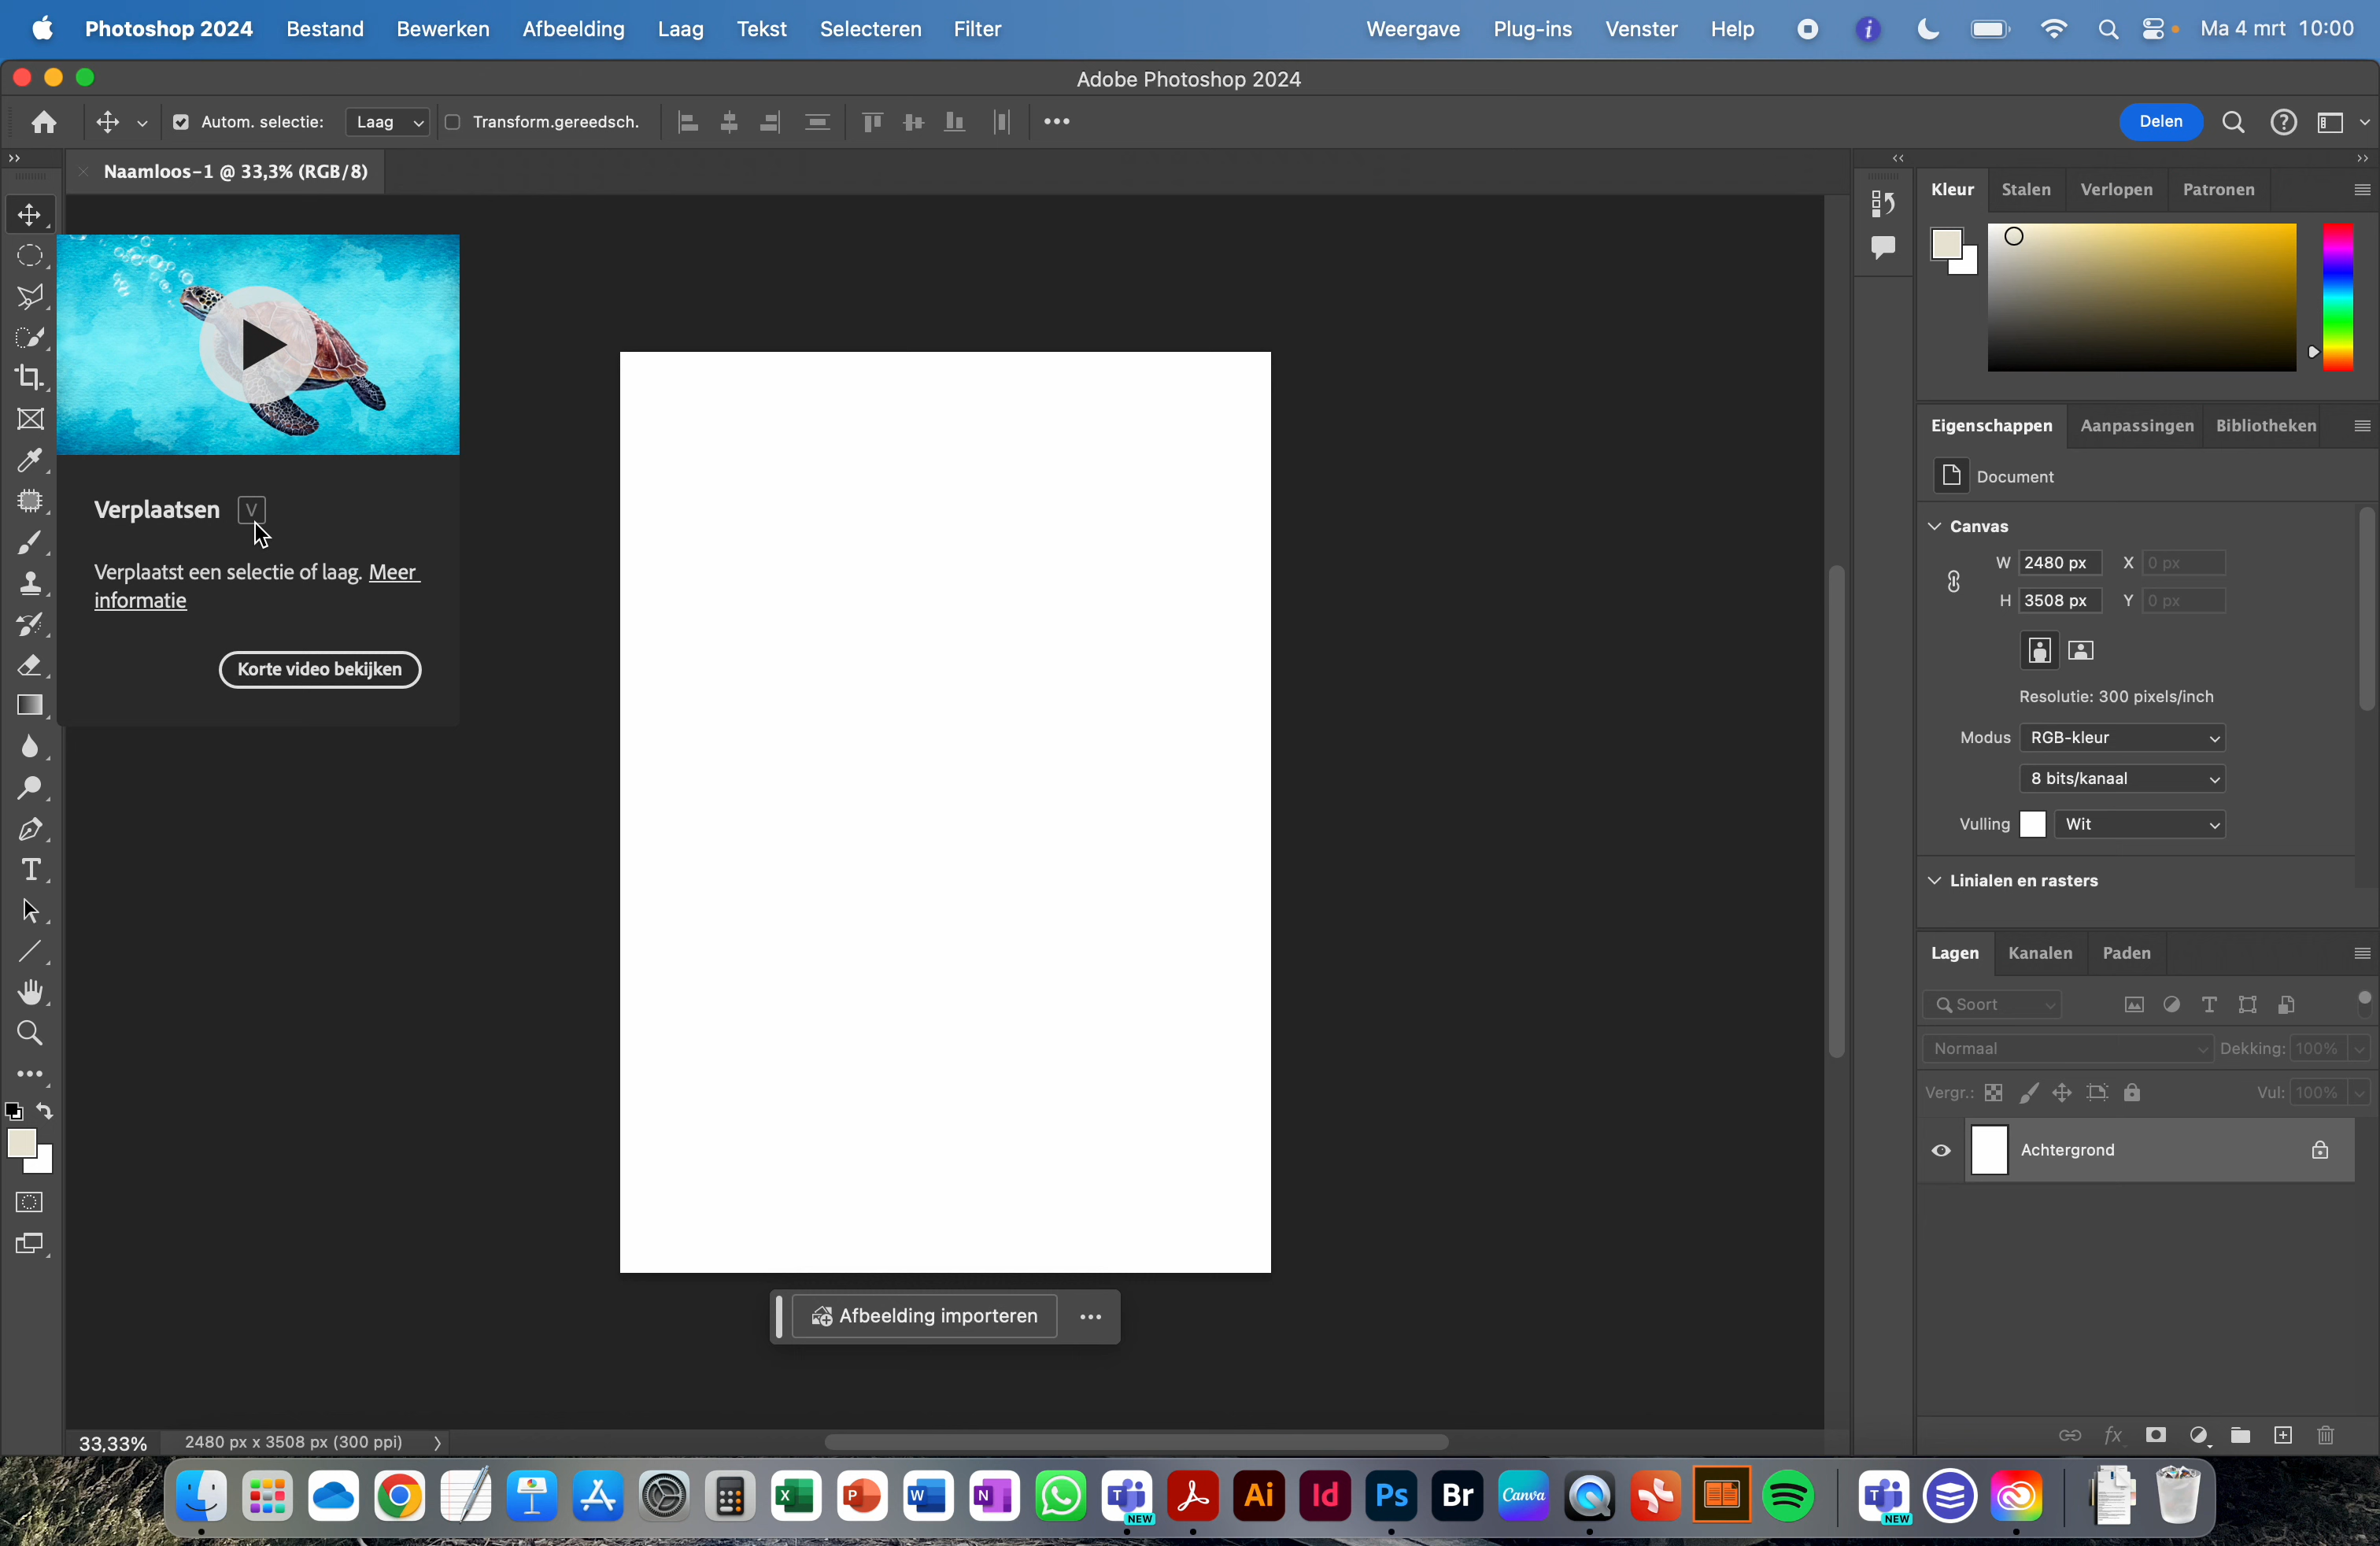 Photoshop 2024 Bestand Bewerken Afbeelding Laag Tekst Selecteren Filter Weergave Plug-ins Venster Help Ma 4 mrt 10:00
Adobe Photoshop 2024
Autom. selectie: Laag Transform.gereedsch. Delen
Naamloos-1 @ 33,3% (RGB/8)
Verplaatsen V
Verplaatst een selectie of laag. Meer
informatie
Korte video bekijken
Afbeelding importeren
33,33% 2480 px x 3508 px (300 ppi)
Kleur Stalen Verlopen Patronen
Eigenschappen Aanpassingen Bibliotheken
Document
Canvas
W 2480 px X 0 px
H 3508 px Y 0 px
Resolutie: 300 pixels/inch
Modus RGB-kleur
8 bits/kanaal
Vulling Wit
Linialen en rasters
Lagen Kanalen Paden
Soort
Normaal Dekking: 100%
Vergr.: Vul: 100%
Achtergrond
fx
X P W N T NEW Ai Id Ps Br Canva T NEW